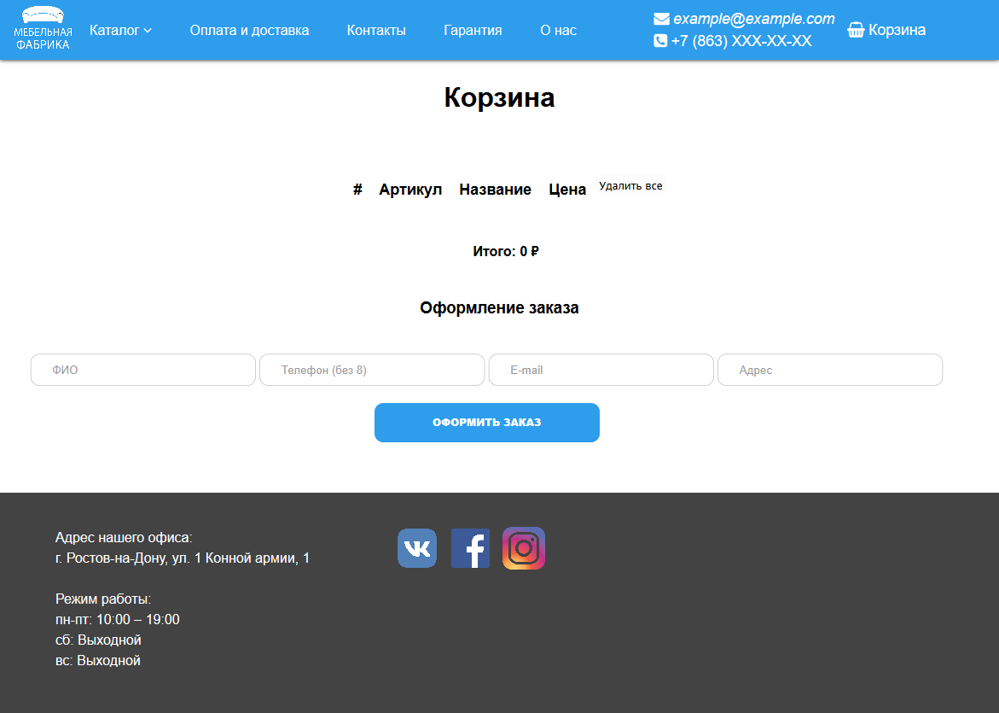 МЕБЕЛЬНАЯ
ФАБРИКА
Каталог
Оплата и доставка
Контакты
Гарантия
О нас
example@example.com
+7 (863) XXX-XX-XX
Корзина
Корзина
# Артикул Название Цена Удалить все
Итого: 0 ₽
Оформление заказа
ФИО
Телефон (без 8)
E-mail
Адрес
ОФОРМИТЬ ЗАКАЗ
Адрес нашего офиса:
г. Ростов-на-Дону, ул. 1 Конной армии, 1
Режим работы:
пн-пт: 10:00 – 19:00
сб: Выходной
вс: Выходной